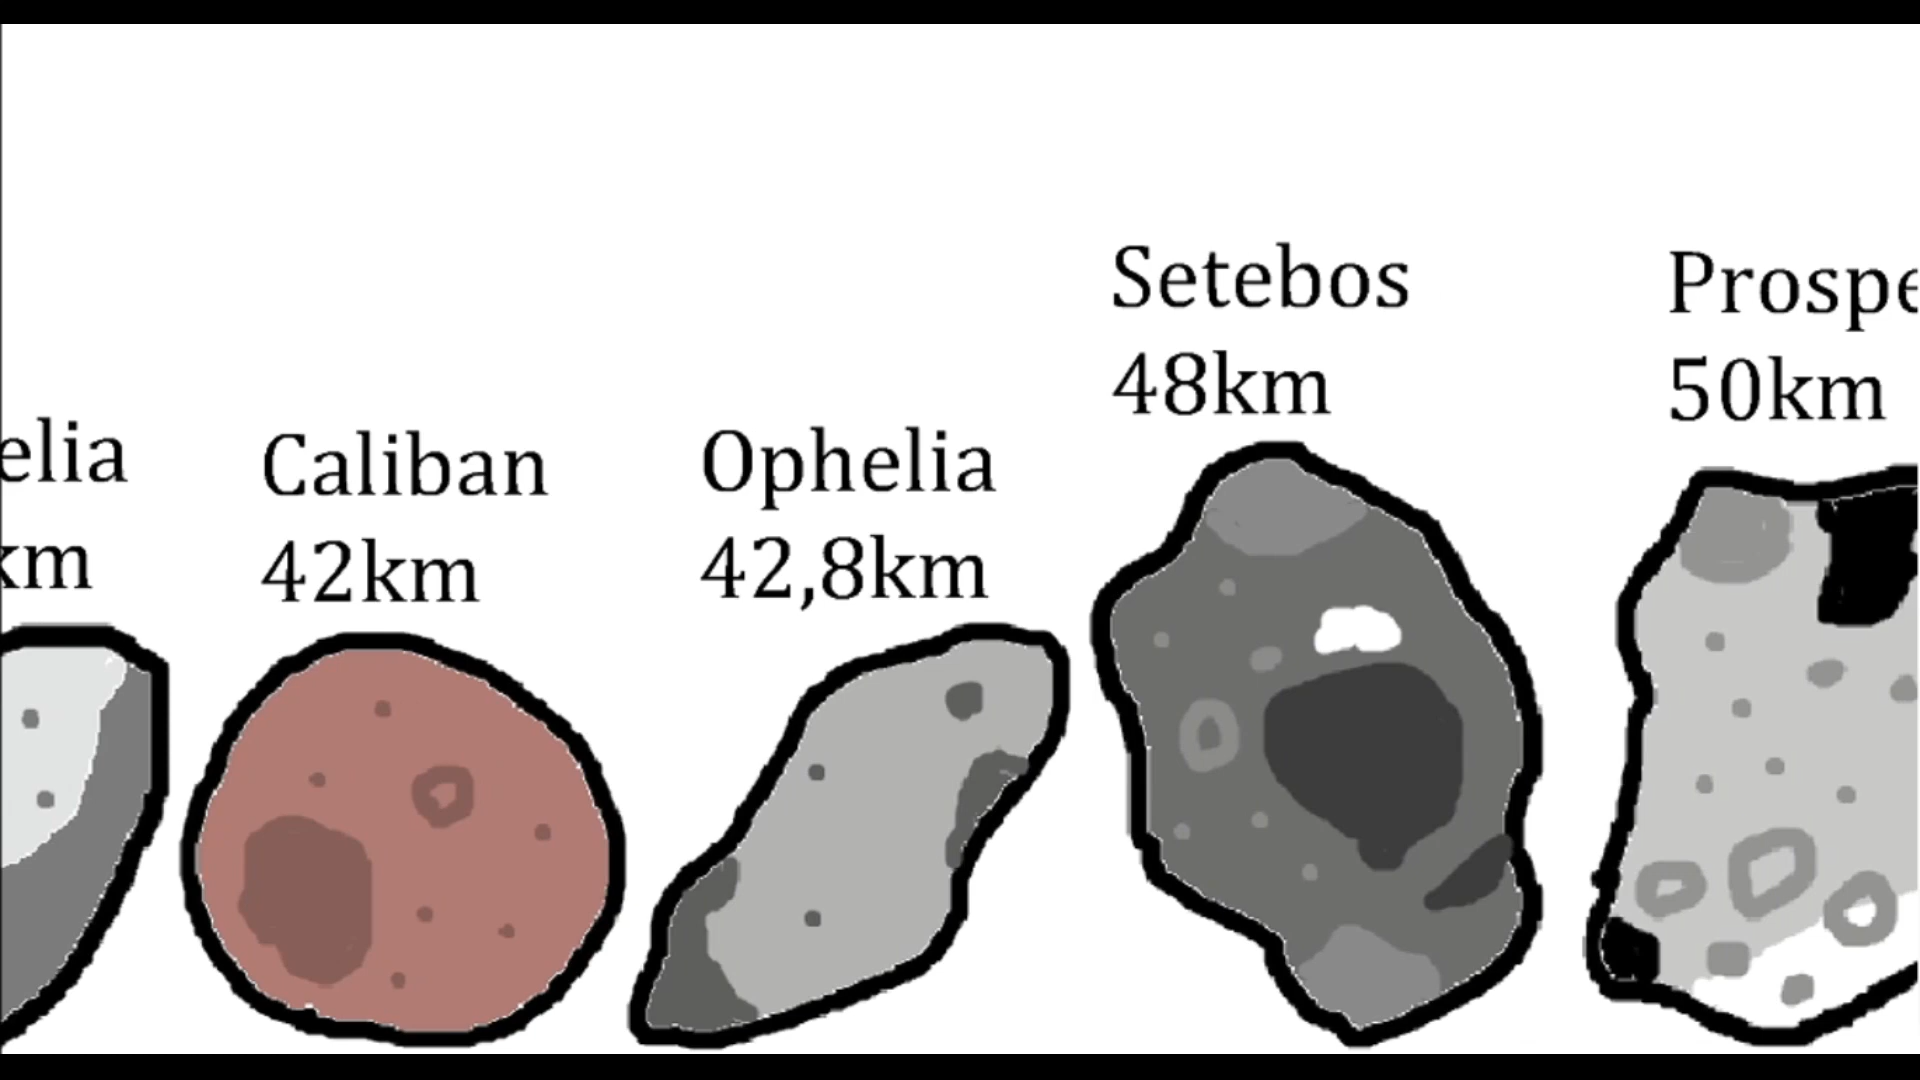 elia
km
Caliban
42km
Ophelia
42,8km
Setebos
48km
Prospe
50km